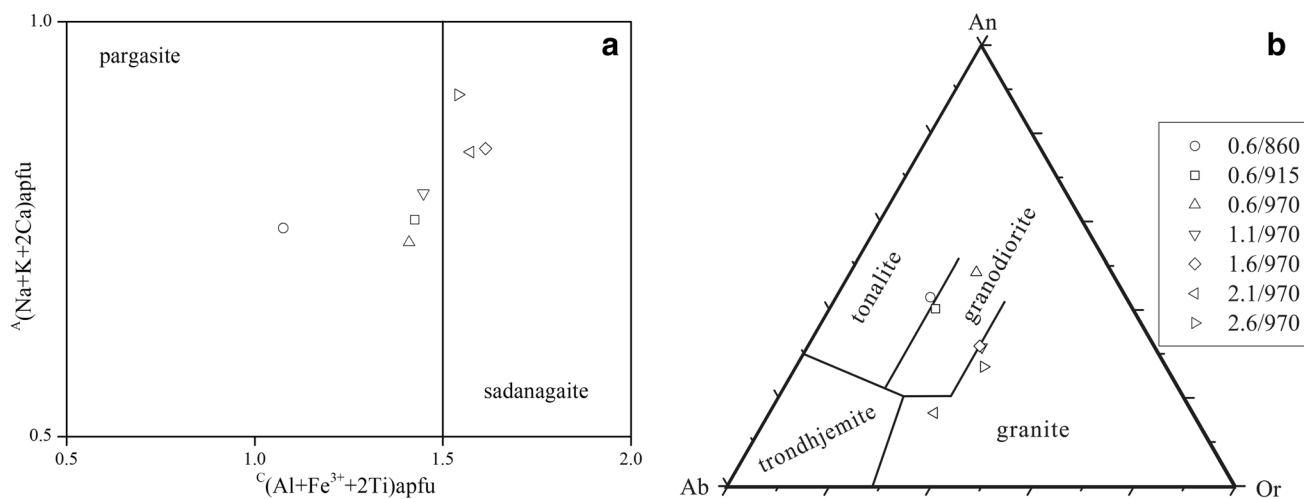 1.0
a
pargasite
sadanagaite
0.5
0.5
1.0
1.5
2.0
ᴬ(Na+K+2Ca)apfu
ᶜ(Al+Fe³⁺+2Ti)apfu
b
An
tonalite
granodiorite
trondhjemite
granite
Ab
Or
0.6/860
0.6/915
0.6/970
1.1/970
1.6/970
2.1/970
2.6/970